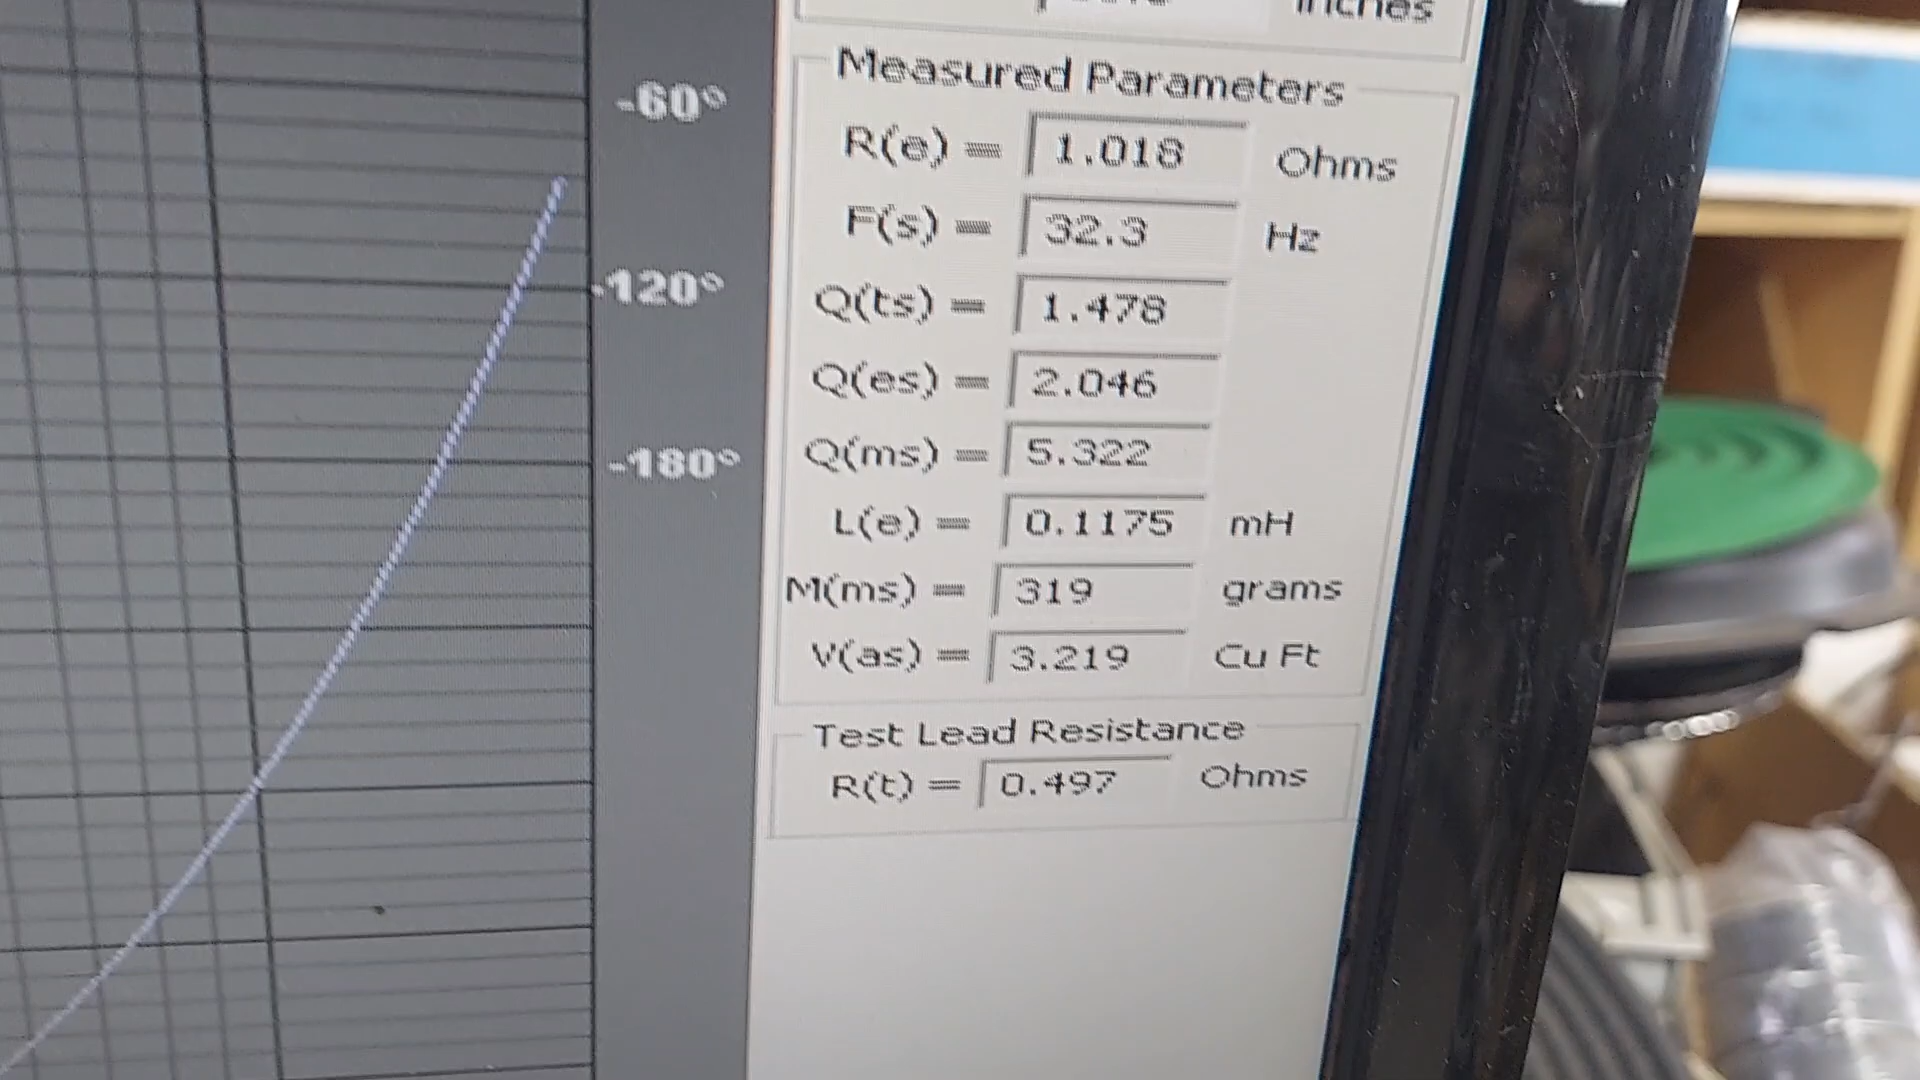 inches
-60°
-120°
-180°
Measured Parameters
R(e) = 1.018 Ohms
F(s) = 32.3 Hz
Q(ts) = 1.478
Q(es) = 2.046
Q(ms) = 5.322
L(e) = 0.1175 mH
M(ms) = 319 grams
V(as) = 3.219 Cu Ft
Test Lead Resistance
R(t) = 0.497 Ohms